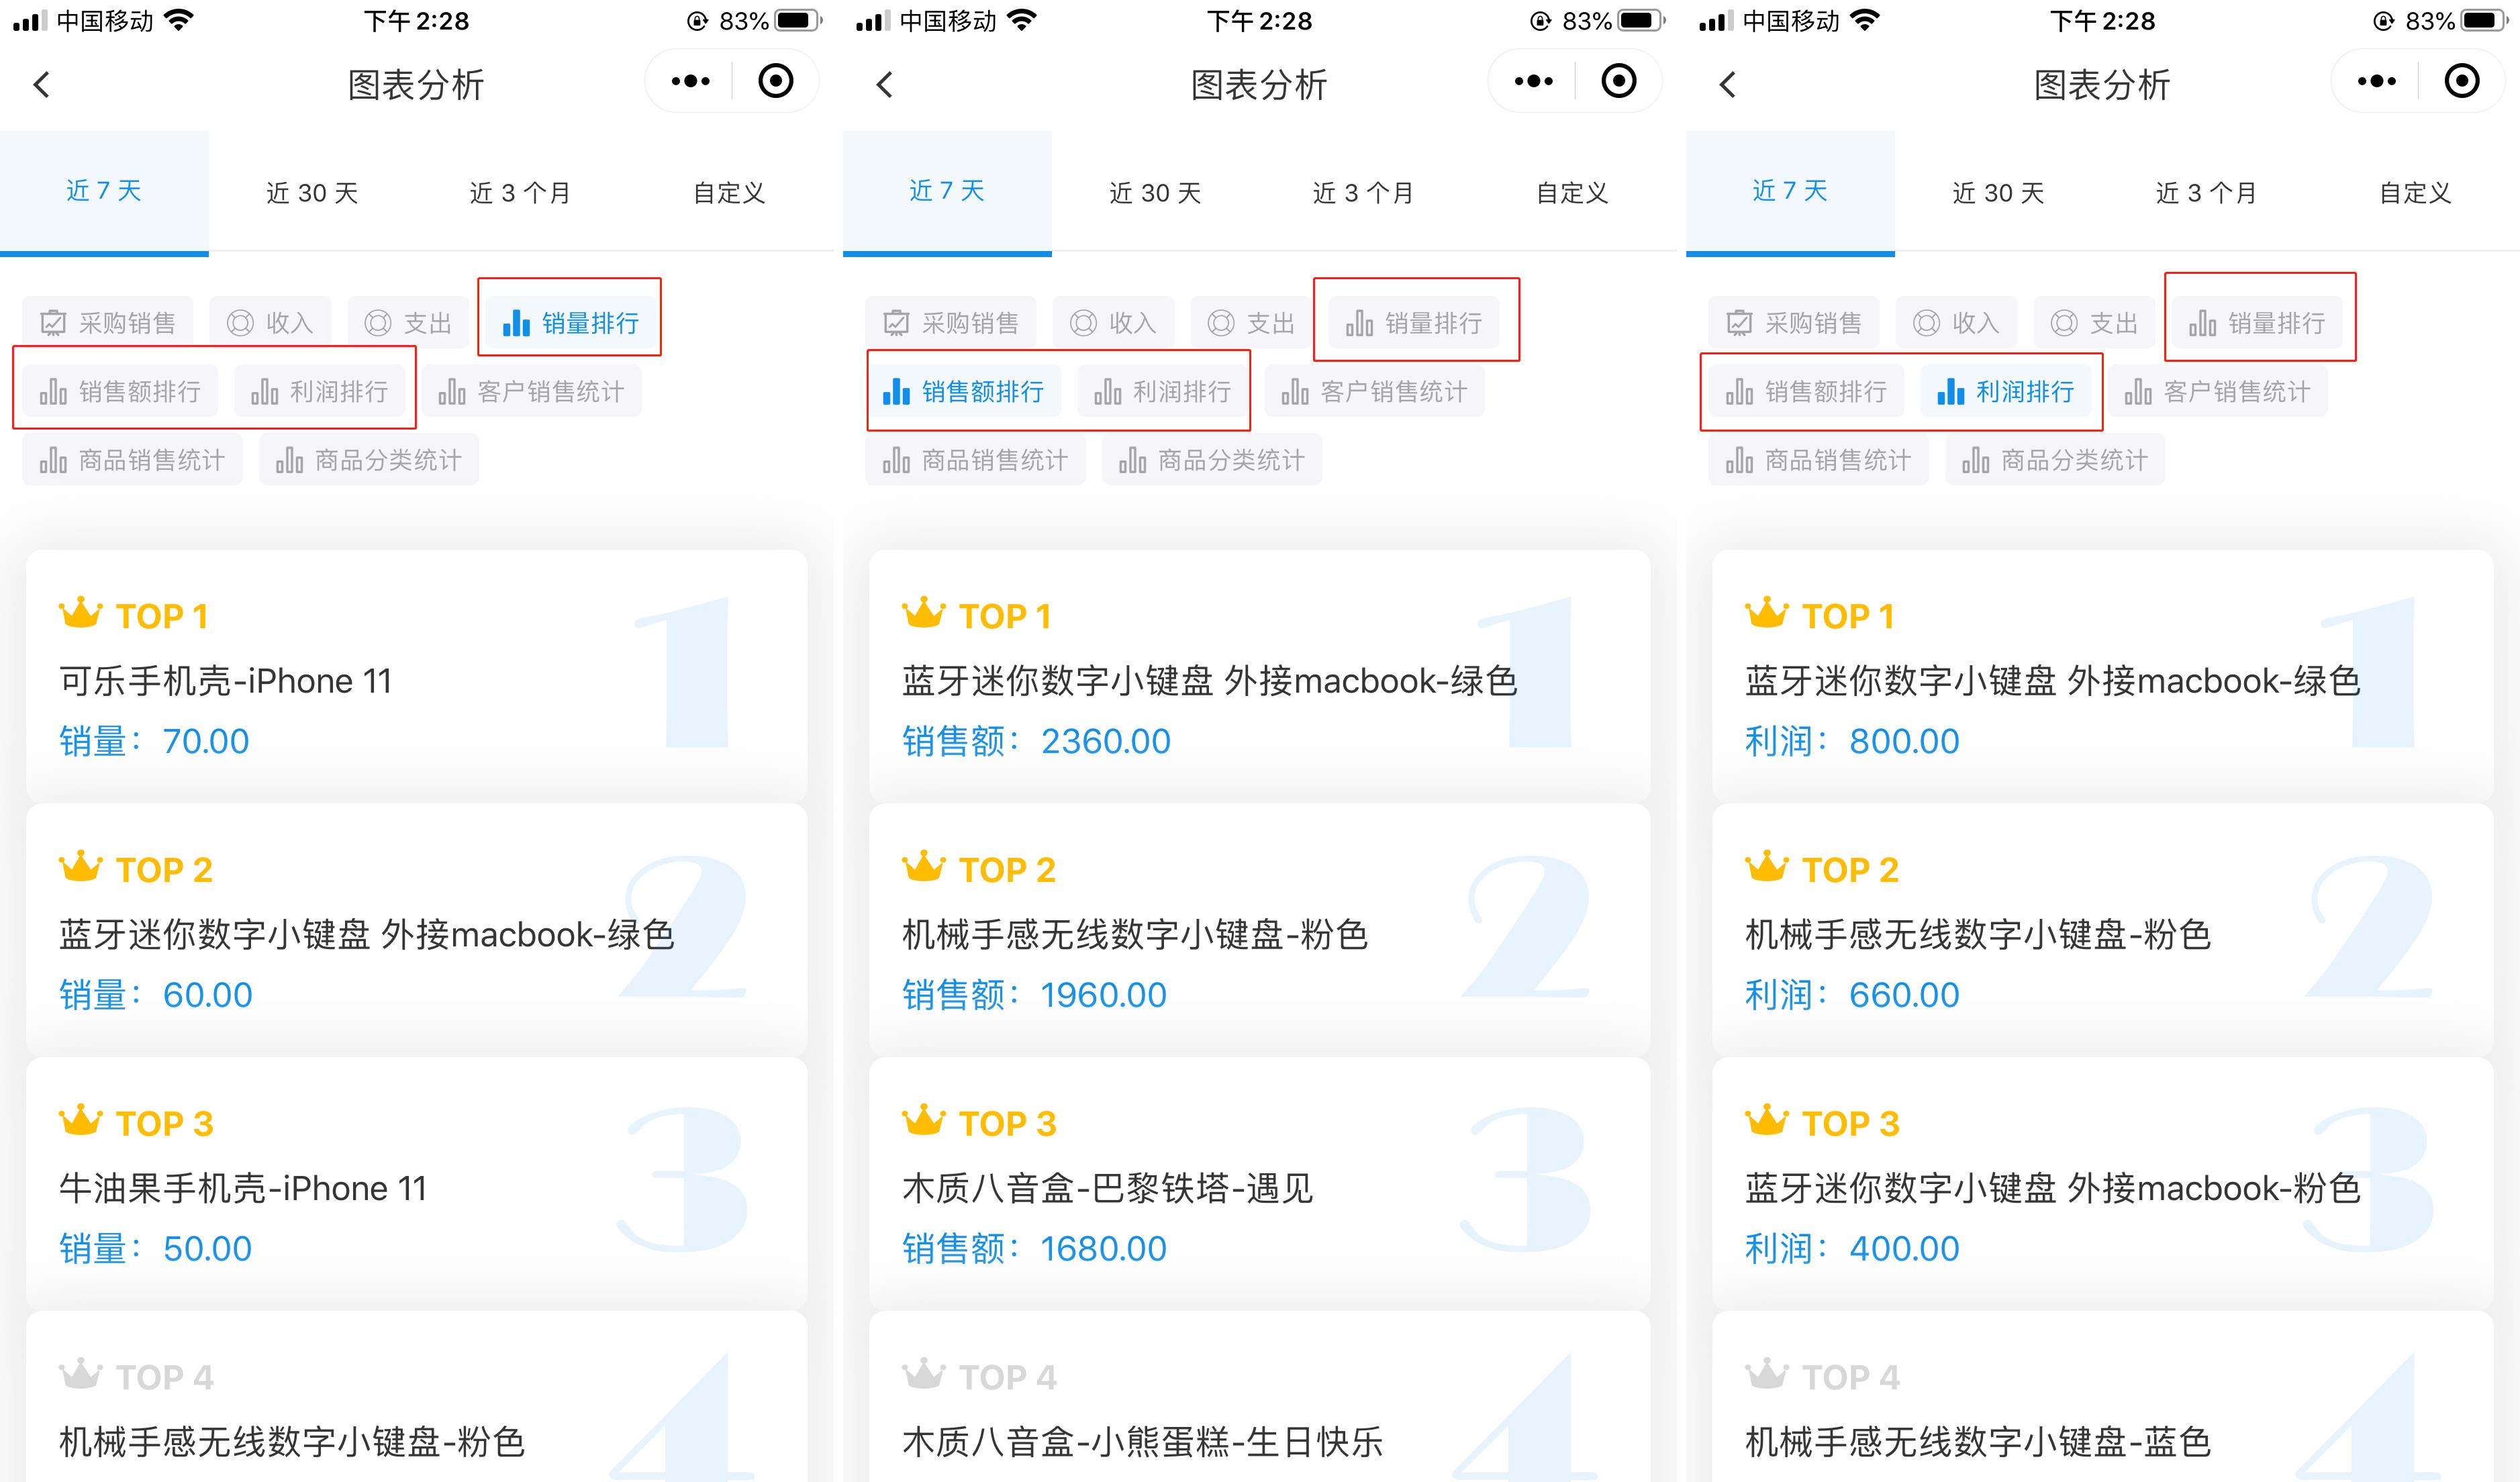 中国移动 下午 2:28 83%
图表分析
近 7 天 近 30 天 近 3 个月 自定义
采购销售 收入 支出 销量排行
销售额排行 利润排行 客户销售统计
商品销售统计 商品分类统计
TOP 1 1
可乐手机壳-iPhone 11
销量：70.00
TOP 2 2
蓝牙迷你数字小键盘 外接macbook-绿色
销量：60.00
TOP 3 3
牛油果手机壳-iPhone 11
销量：50.00
TOP 4 4
机械手感无线数字小键盘-粉色
中国移动 下午 2:28 83%
图表分析
近 7 天 近 30 天 近 3 个月 自定义
采购销售 收入 支出 销量排行
销售额排行 利润排行 客户销售统计
商品销售统计 商品分类统计
TOP 1 1
蓝牙迷你数字小键盘 外接macbook-绿色
销售额：2360.00
TOP 2 2
机械手感无线数字小键盘-粉色
销售额：1960.00
TOP 3 3
木质八音盒-巴黎铁塔-遇见
销售额：1680.00
TOP 4 4
木质八音盒-小熊蛋糕-生日快乐
中国移动 下午 2:28 83%
图表分析
近 7 天 近 30 天 近 3 个月 自定义
采购销售 收入 支出 销量排行
销售额排行 利润排行 客户销售统计
商品销售统计 商品分类统计
TOP 1 1
蓝牙迷你数字小键盘 外接macbook-绿色
利润：800.00
TOP 2 2
机械手感无线数字小键盘-粉色
利润：660.00
TOP 3 3
蓝牙迷你数字小键盘 外接macbook-粉色
利润：400.00
TOP 4 4
机械手感无线数字小键盘-蓝色